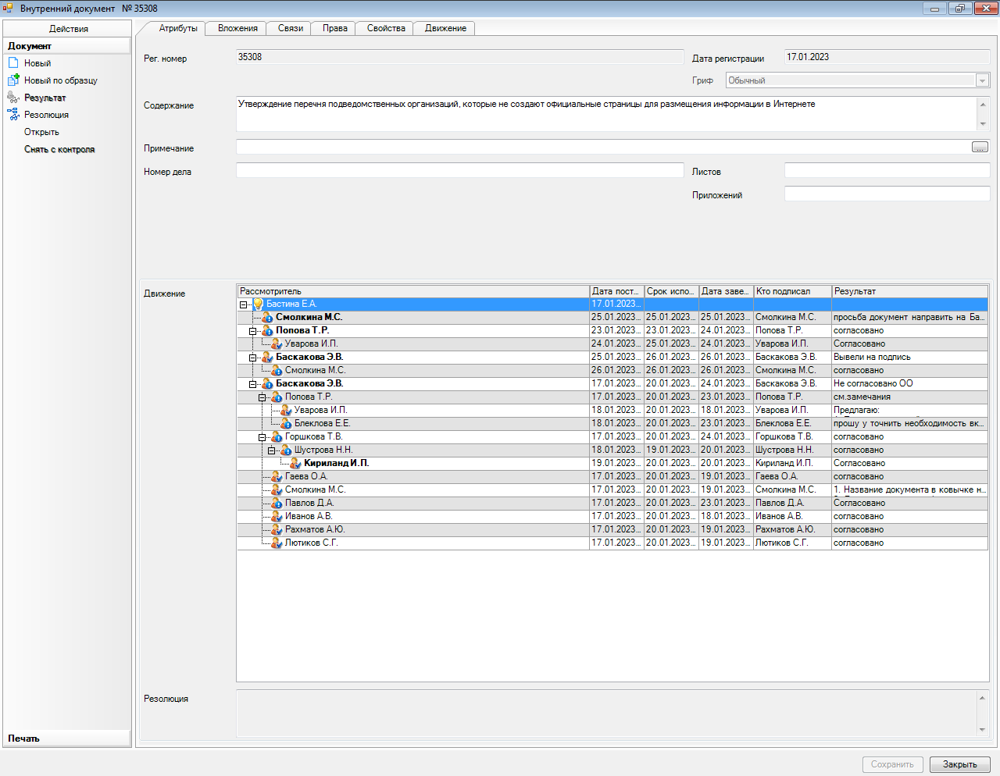 Внутренний документ № 35308
Действия
Документ
Новый
Новый по образцу
Результат
Резолюция
Открыть
Снять с контроля
Печать
Атрибуты Вложения Связи Права Свойства Движение
Рег. номер 35308 Дата регистрации 17.01.2023
Гриф Обычный
Содержание Утверждение перечня подведомственных организаций, которые не создают официальные страницы для размещения информации в Интернете
Примечание ...
Номер дела Листов
Приложений
Движение
Рассмотритель Дата пост... Срок испо... Дата заве... Кто подписал Результат
Бастина Е.А. 17.01.2023...
Смолкина М.С. 25.01.2023... 25.01.2023... 25.01.2023... Смолкина М.С. просьба документ направить на Ба...
Попова Т.Р. 23.01.2023... 23.01.2023... 24.01.2023... Попова Т.Р. согласовано
Уварова И.П. 24.01.2023... 25.01.2023... 24.01.2023... Уварова И.П. Согласовано
Баскакова Э.В. 25.01.2023... 26.01.2023... 26.01.2023... Баскакова Э.В. Вывели на подпись
Смолкина М.С. 26.01.2023... 26.01.2023... 26.01.2023... Смолкина М.С. согласовано
Баскакова Э.В. 17.01.2023... 20.01.2023... 24.01.2023... Баскакова Э.В. Не согласовано ОО
Попова Т.Р. 17.01.2023... 20.01.2023... 23.01.2023... Попова Т.Р. см.замечания
Уварова И.П. 18.01.2023... 20.01.2023... 18.01.2023... Уварова И.П. Предлагаю:
Блеклова Е.Е. 18.01.2023... 20.01.2023... 23.01.2023... Блеклова Е.Е. прошу у точнить необходимость вк...
Горшкова Т.В. 17.01.2023... 20.01.2023... 24.01.2023... Горшкова Т.В. согласовано
Шустрова Н.Н. 18.01.2023... 19.01.2023... 20.01.2023... Шустрова Н.Н. согласовано
Кириланд И.П. 19.01.2023... 20.01.2023... 20.01.2023... Кириланд И.П. Согласовано
Гаева О.А. 17.01.2023... 20.01.2023... 19.01.2023... Гаева О.А. согласовано
Смолкина М.С. 17.01.2023... 20.01.2023... 19.01.2023... Смолкина М.С. 1. Название документа в ковычке н...
Павлов Д.А. 17.01.2023... 20.01.2023... 23.01.2023... Павлов Д.А. Согласовано
Иванов А.В. 17.01.2023... 20.01.2023... 18.01.2023... Иванов А.В. согласовано
Рахматов А.Ю. 17.01.2023... 20.01.2023... 19.01.2023... Рахматов А.Ю. согласовано
Лютиков С.Г. 17.01.2023... 20.01.2023... 19.01.2023... Лютиков С.Г. согласовано
Резолюция
Сохранить Закрыть